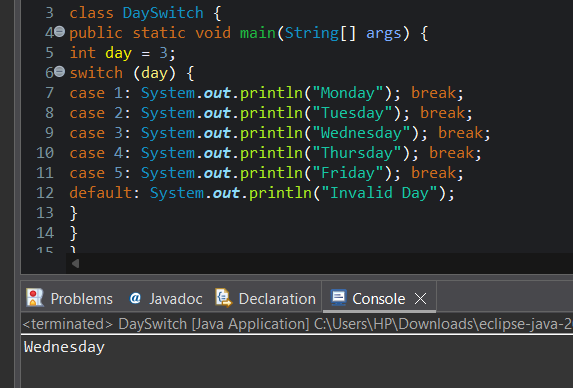 3 class DaySwitch {
4 public static void main(String[] args) {
5 int day = 3;
6 switch (day) {
7 case 1: System.out.println("Monday"); break;
8 case 2: System.out.println("Tuesday"); break;
9 case 3: System.out.println("Wednesday"); break;
10 case 4: System.out.println("Thursday"); break;
11 case 5: System.out.println("Friday"); break;
12 default: System.out.println("Invalid Day");
13 }
14 }
15 }
Problems @ Javadoc Declaration Console
<terminated> DaySwitch [Java Application] C:\Users\HP\Downloads\eclipse-java-2
Wednesday